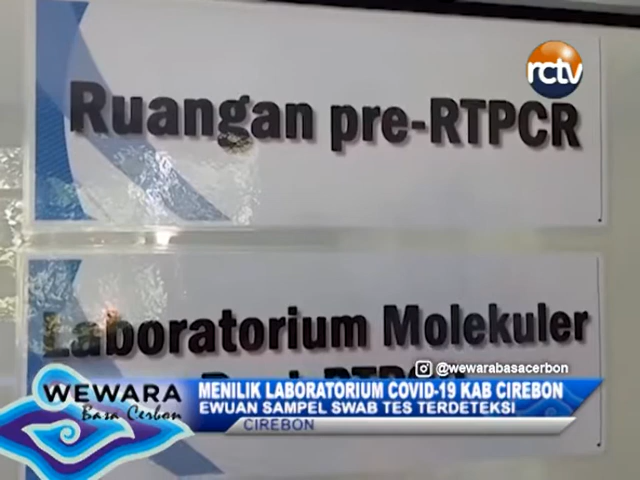 rctv
Ruangan pre-RTPCR
Laboratorium Molekuler
@wewarabasacerbon
WEWARA
Basa Cerbon
MENILIK LABORATORIUM COVID-19 KAB CIREBON
EWUAN SAMPEL SWAB TES TERDETEKSI
CIREBON